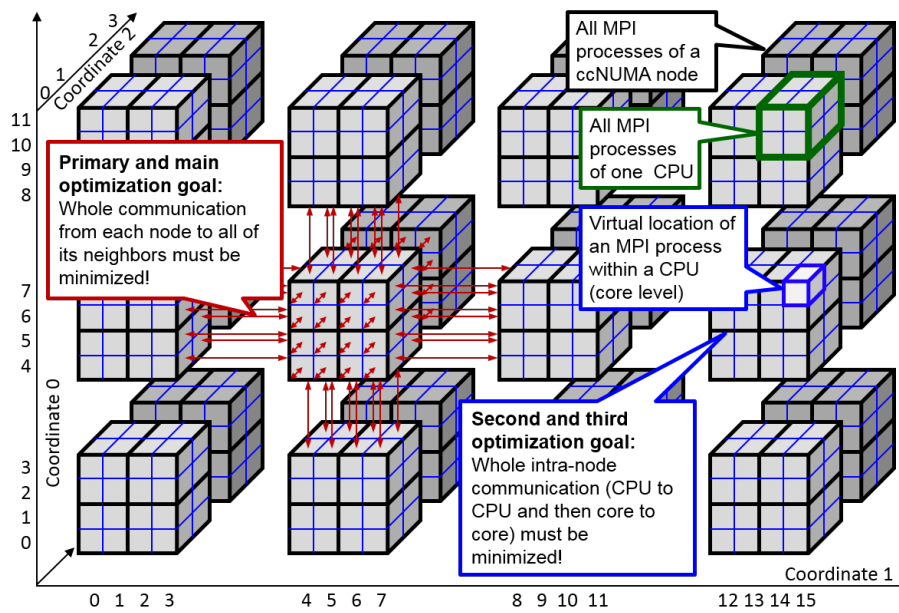 3
2
1
0
Coordinate 2
All MPI
processes of a
ccNUMA node
All MPI
processes
of one CPU
11
10
9
8
Primary and main
optimization goal:
Whole communication
from each node to all of
its neighbors must be
minimized!
Virtual location of
an MPI process
within a CPU
(core level)
7
6
5
4
Coordinate 0
Second and third
optimization goal:
Whole intra-node
communication (CPU to
CPU and then core to
core) must be
minimized!
3
2
1
0
Coordinate 1
0 1 2 3 4 5 6 7 8 9 10 11 12 13 14 15